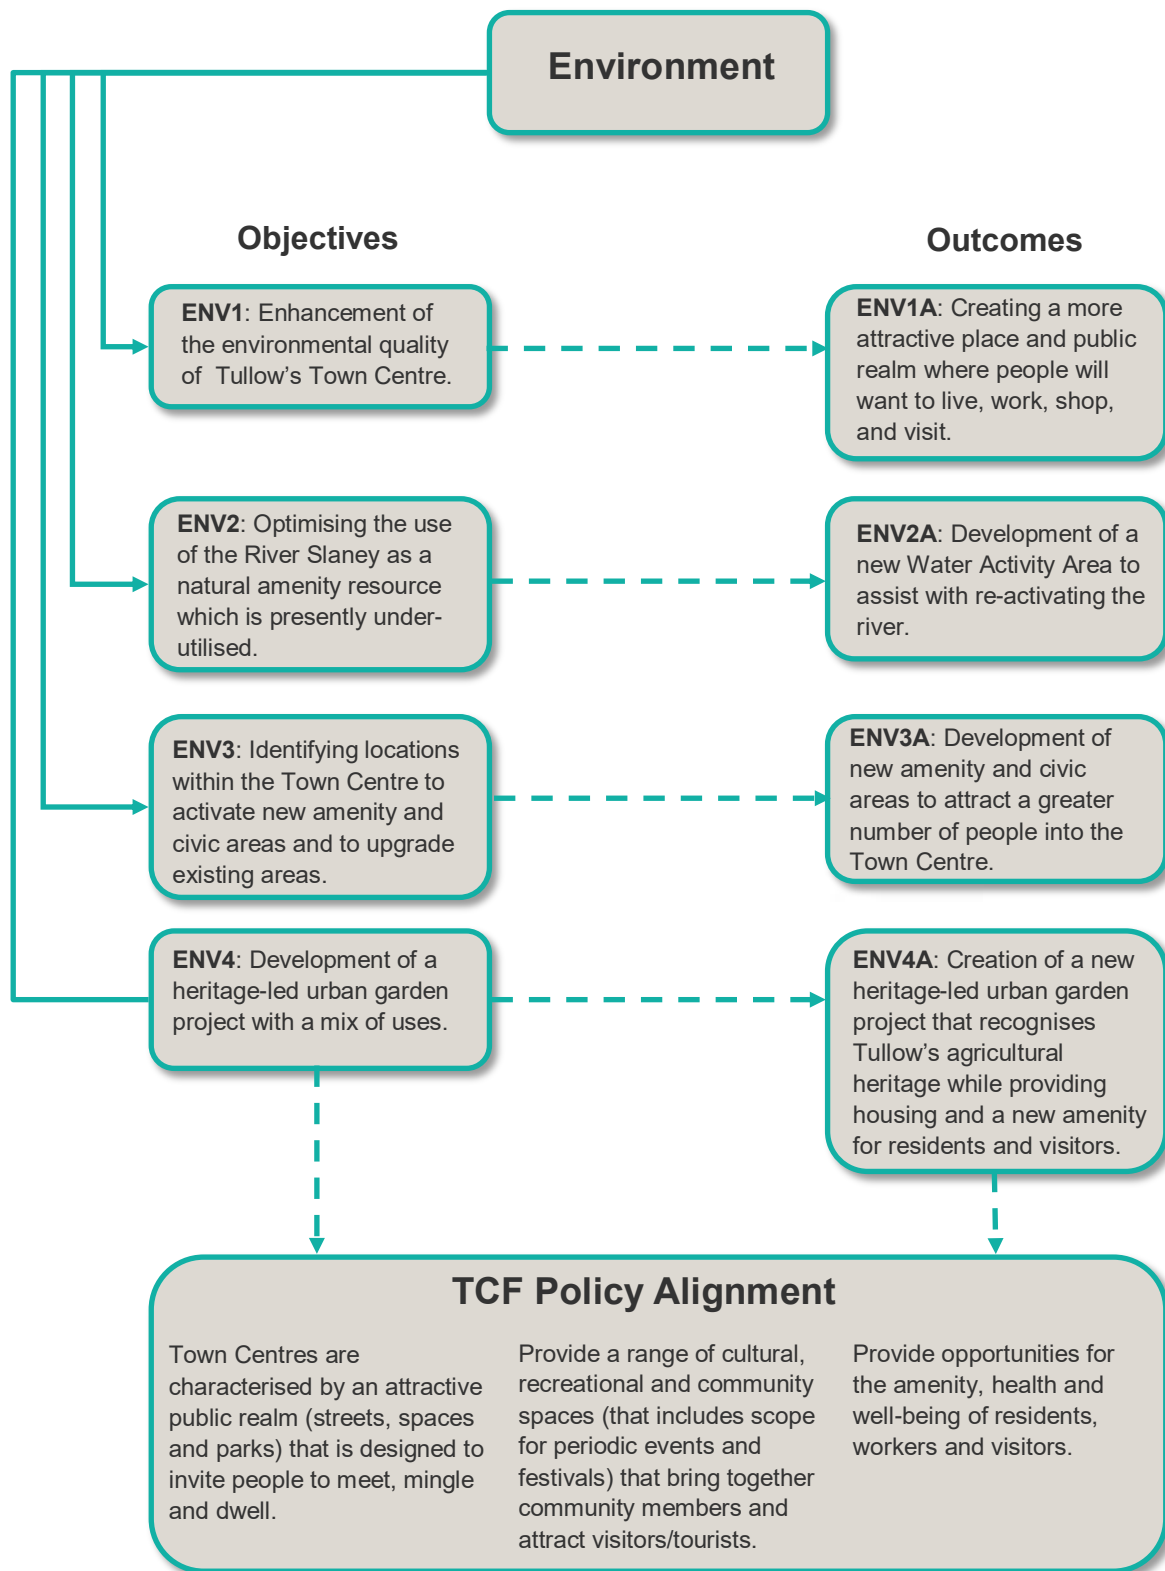 Environment
Objectives
Outcomes
ENV1: Enhancement of
the environmental quality
of Tullow’s Town Centre.
ENV1A: Creating a more
attractive place and public
realm where people will
want to live, work, shop,
and visit.
ENV2: Optimising the use
of the River Slaney as a
natural amenity resource
which is presently under-
utilised.
ENV2A: Development of a
new Water Activity Area to
assist with re-activating the
river.
ENV3: Identifying locations
within the Town Centre to
activate new amenity and
civic areas and to upgrade
existing areas.
ENV3A: Development of
new amenity and civic
areas to attract a greater
number of people into the
Town Centre.
ENV4: Development of a
heritage-led urban garden
project with a mix of uses.
ENV4A: Creation of a new
heritage-led urban garden
project that recognises
Tullow’s agricultural
heritage while providing
housing and a new amenity
for residents and visitors.
TCF Policy Alignment
Town Centres are
characterised by an attractive
public realm (streets, spaces
and parks) that is designed to
invite people to meet, mingle
and dwell.
Provide a range of cultural,
recreational and community
spaces (that includes scope
for periodic events and
festivals) that bring together
community members and
attract visitors/tourists.
Provide opportunities for
the amenity, health and
well-being of residents,
workers and visitors.